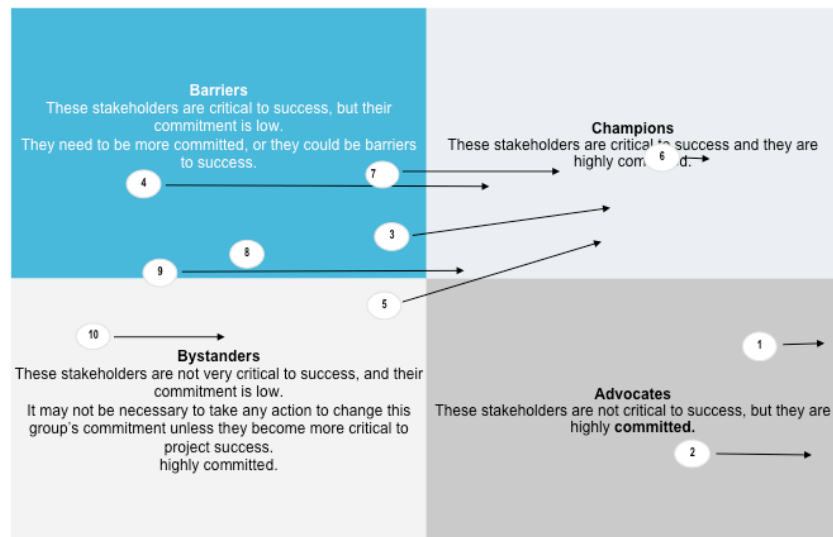 Barriers
These stakeholders are critical to success, but their
commitment is low.
They need to be more committed, or they could be barriers
to success.
Champions
These stakeholders are critical to success and they are
highly com d.
6
7
4
3
8
9
5
10
1
Bystanders
These stakeholders are not very critical to success, and their
commitment is low.
It may not be necessary to take any action to change this
group's commitment unless they become more critical to
project success.
highly committed.
Advocates
These stakeholders are not critical to success, but they are
highly committed.
2